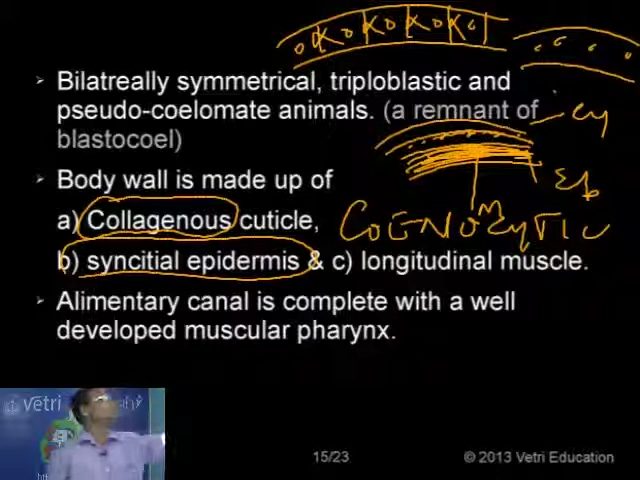 ➢ Bilatreally symmetrical, triploblastic and
pseudo-coelomate animals. (a remnant of
blastocoel)
Cy
➢ Body wall is made up of
Ep
M
a) Collagenous cuticle,
COENOCYTIC
b) syncitial epidermis & c) longitudinal muscle.
➢ Alimentary canal is complete with a well
developed muscular pharynx.
vetri
15/23
© 2013 Vetri Education